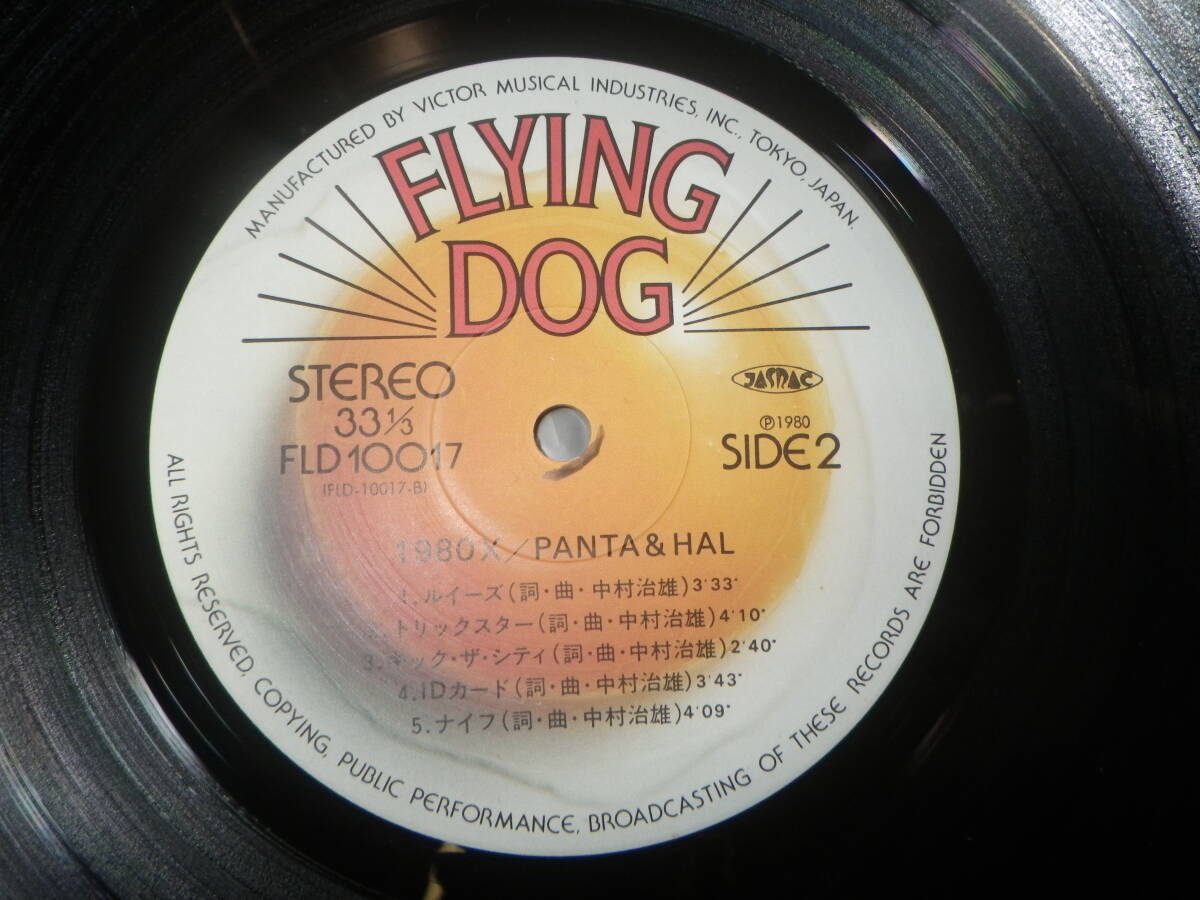 MANUFACTURED BY VICTOR MUSICAL INDUSTRIES, INC., TOKYO, JAPAN.
FLYING
DOG
STEREO
33 1/3
FLD 10017
(FLD-10017-B)
JASRAC
Ⓟ1980
SIDE 2
1980X/PANTA & HAL
1.ルイーズ(詞・曲・中村治雄)3'33"
2.トリックスター(詞・曲・中村治雄)4'10"
3.キック・ザ・シティ(詞・曲・中村治雄)2'40"
4.IDカード(詞・曲・中村治雄)3'43"
5.ナイフ(詞・曲・中村治雄)4'09"
ALL RIGHTS RESERVED, COPYING, PUBLIC PERFORMANCE, BROADCASTING OF THESE RECORDS ARE FORBIDDEN